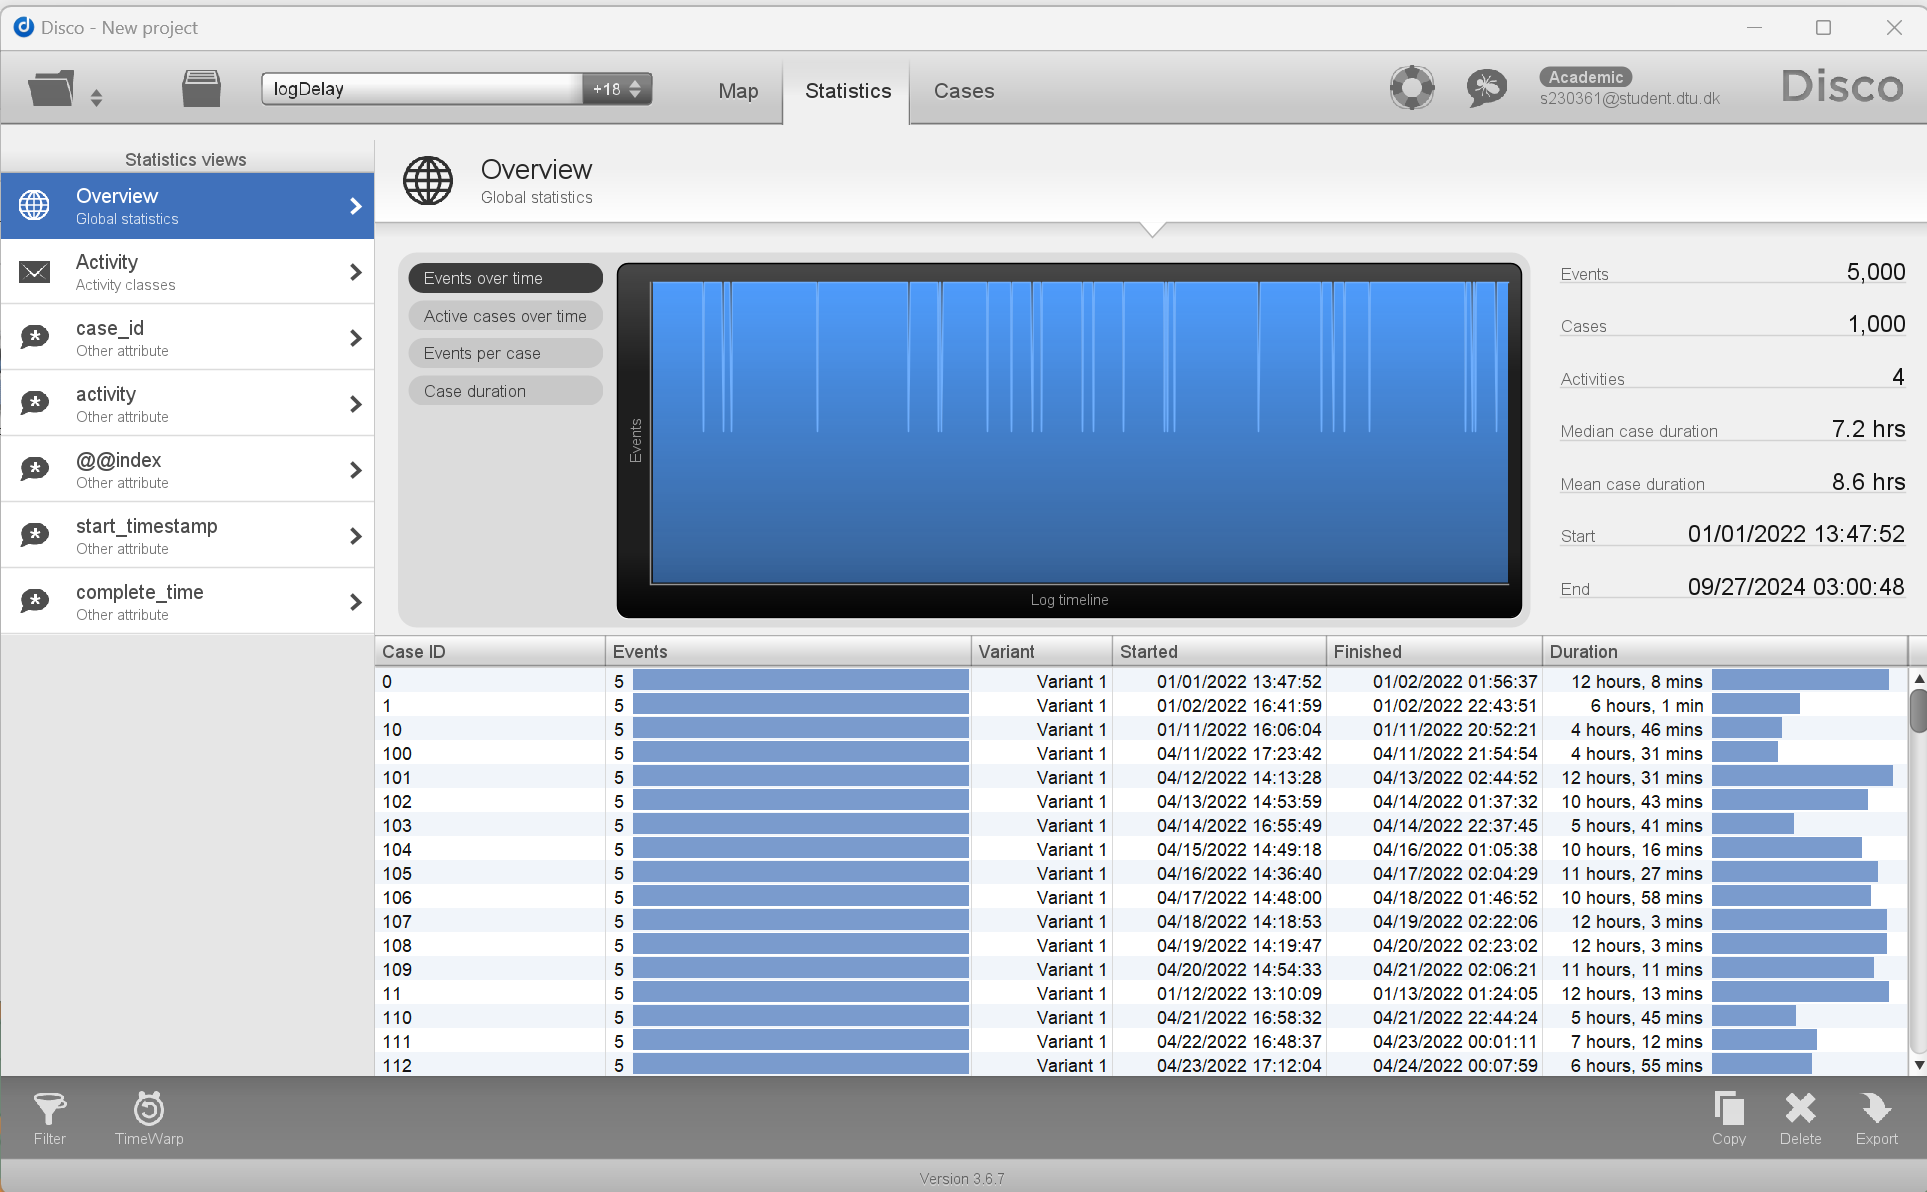 Disco - New project
logDelay
+18
Map
Statistics
Cases
Academic
s230361@student.dtu.dk
Disco
Statistics views
Overview
Global statistics
Activity
Activity classes
case_id
Other attribute
activity
Other attribute
@@index
Other attribute
start_timestamp
Other attribute
complete_time
Other attribute
Overview
Global statistics
Events over time
Active cases over time
Events per case
Case duration
Events
Log timeline
Events 5,000
Cases 1,000
Activities 4
Median case duration 7.2 hrs
Mean case duration 8.6 hrs
Start 01/01/2022 13:47:52
End 09/27/2024 03:00:48
Case ID Events Variant Started Finished Duration
0 5 Variant 1 01/01/2022 13:47:52 01/02/2022 01:56:37 12 hours, 8 mins
1 5 Variant 1 01/02/2022 16:41:59 01/02/2022 22:43:51 6 hours, 1 min
10 5 Variant 1 01/11/2022 16:06:04 01/11/2022 20:52:21 4 hours, 46 mins
100 5 Variant 1 04/11/2022 17:23:42 04/11/2022 21:54:54 4 hours, 31 mins
101 5 Variant 1 04/12/2022 14:13:28 04/13/2022 02:44:52 12 hours, 31 mins
102 5 Variant 1 04/13/2022 14:53:59 04/14/2022 01:37:32 10 hours, 43 mins
103 5 Variant 1 04/14/2022 16:55:49 04/14/2022 22:37:45 5 hours, 41 mins
104 5 Variant 1 04/15/2022 14:49:18 04/16/2022 01:05:38 10 hours, 16 mins
105 5 Variant 1 04/16/2022 14:36:40 04/17/2022 02:04:29 11 hours, 27 mins
106 5 Variant 1 04/17/2022 14:48:00 04/18/2022 01:46:52 10 hours, 58 mins
107 5 Variant 1 04/18/2022 14:18:53 04/19/2022 02:22:06 12 hours, 3 mins
108 5 Variant 1 04/19/2022 14:19:47 04/20/2022 02:23:02 12 hours, 3 mins
109 5 Variant 1 04/20/2022 14:54:33 04/21/2022 02:06:21 11 hours, 11 mins
11 5 Variant 1 01/12/2022 13:10:09 01/13/2022 01:24:05 12 hours, 13 mins
110 5 Variant 1 04/21/2022 16:58:32 04/21/2022 22:44:24 5 hours, 45 mins
111 5 Variant 1 04/22/2022 16:48:37 04/23/2022 00:01:11 7 hours, 12 mins
112 5 Variant 1 04/23/2022 17:12:04 04/24/2022 00:07:59 6 hours, 55 mins
Filter
TimeWarp
Copy
Delete
Export
Version 3.6.7